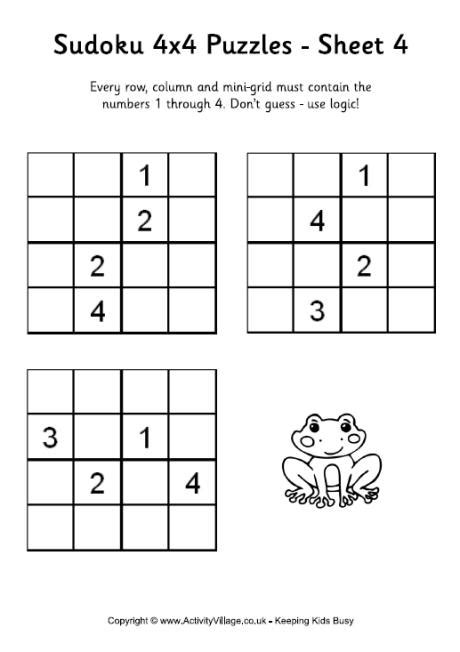 Sudoku 4x4 Puzzles - Sheet 4
Every row, column and mini-grid must contain the
numbers 1 through 4. Don't guess - use logic!
1 1
2 4
2 2
4 3
3 1
2 4
Copyright © www.ActivityVillage.co.uk - Keeping Kids Busy